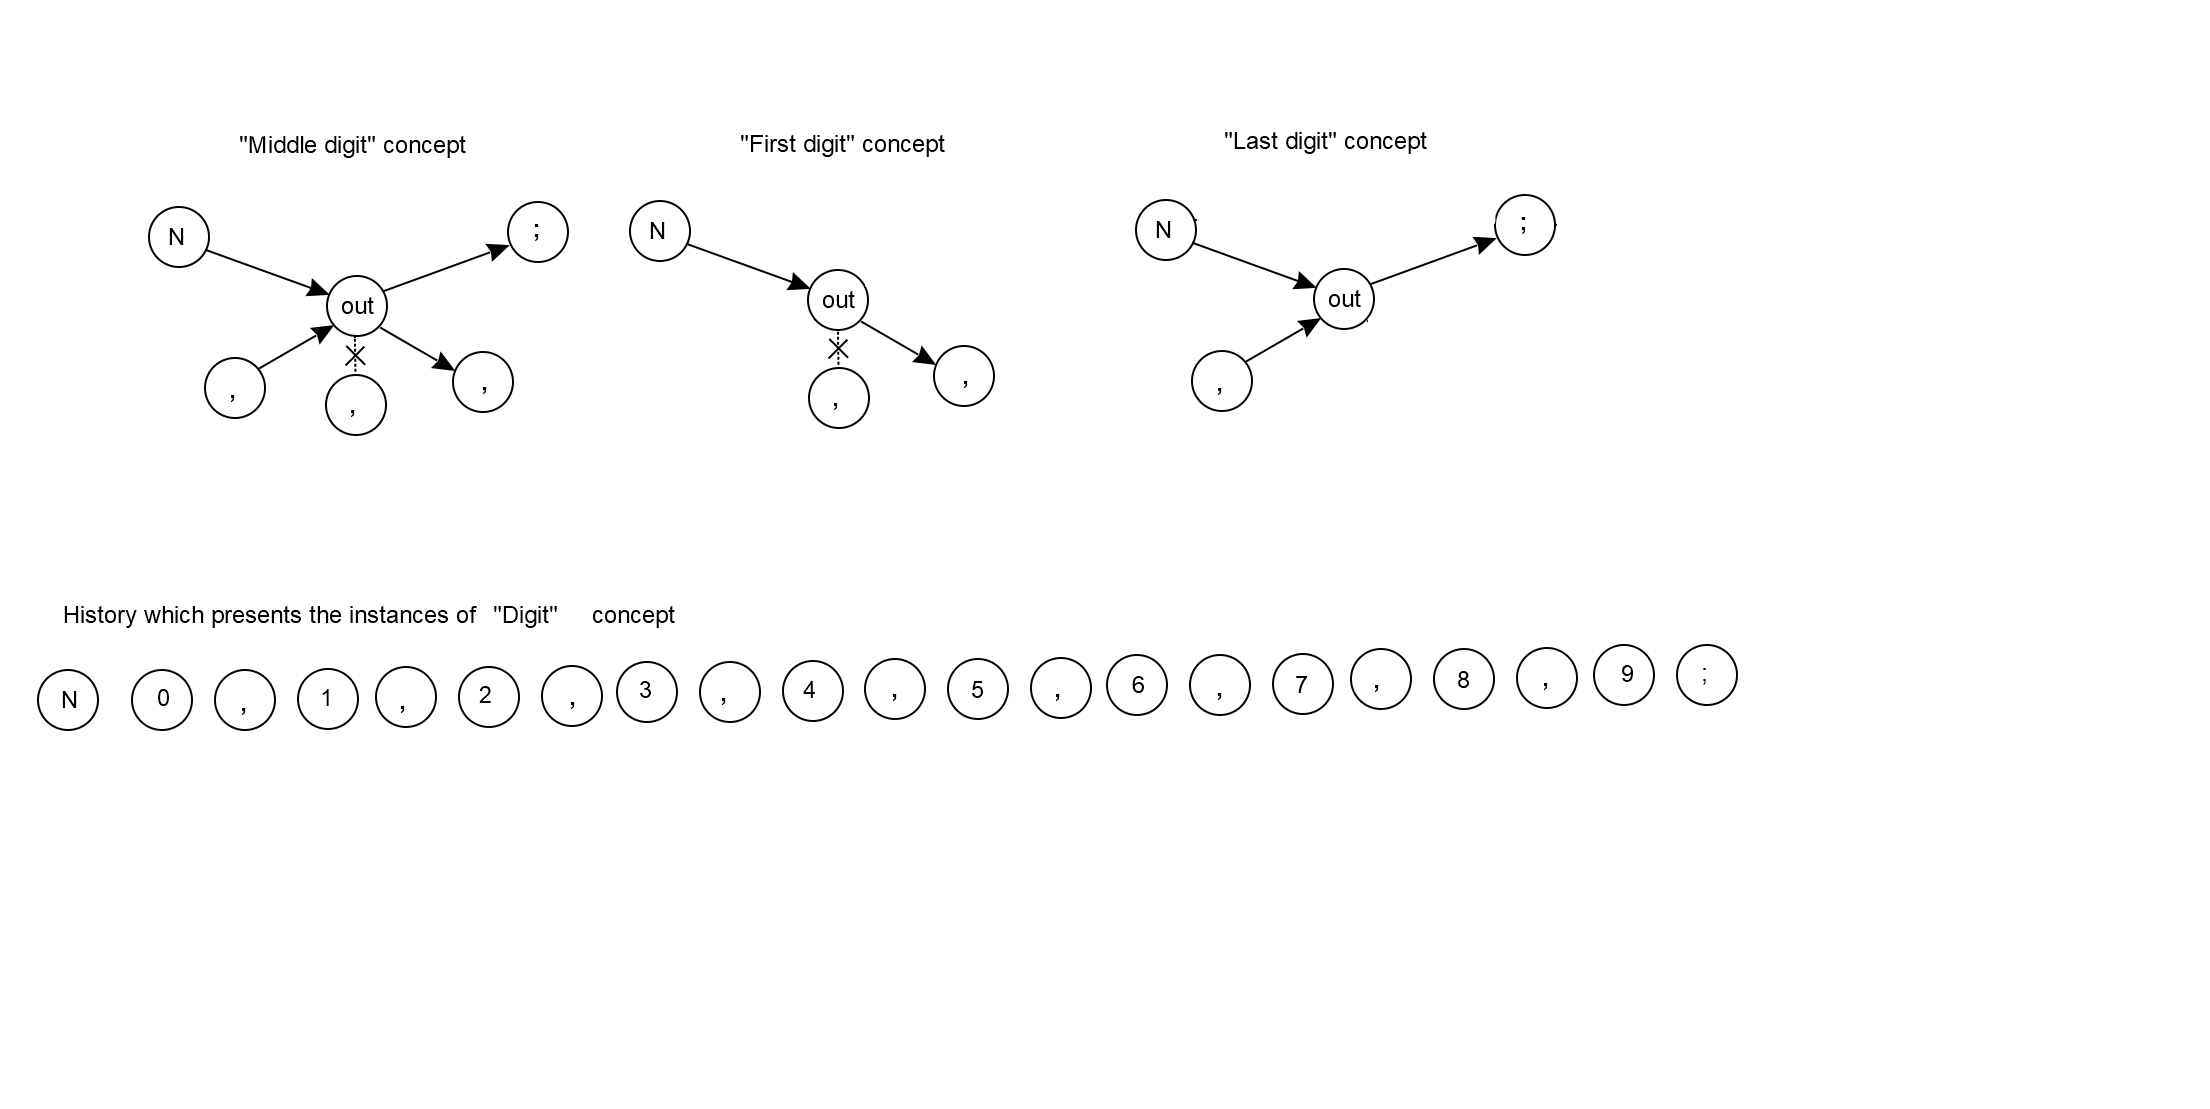 "Middle digit" concept
"First digit" concept
"Last digit" concept
N
;
out
,
,
,
N
out
,
,
N
;
out
,
History which presents the instances of "Digit" concept
N 0 , 1 , 2 , 3 , 4 , 5 , 6 , 7 , 8 , 9 ;